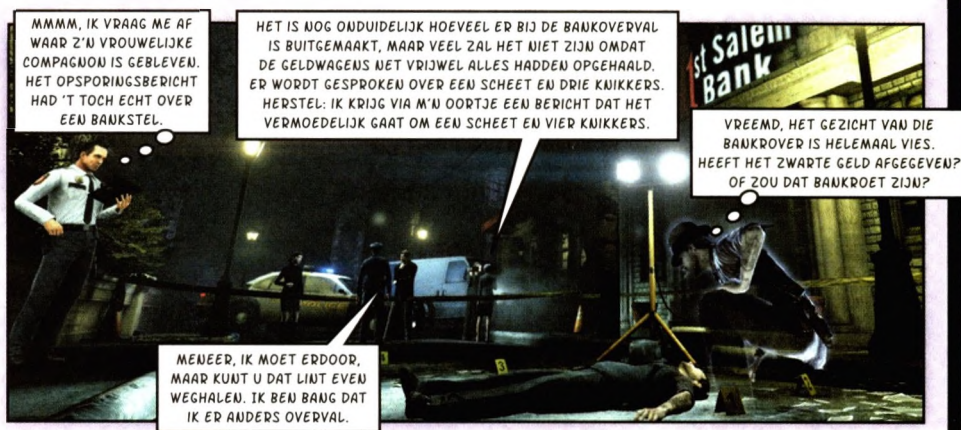 MMMM, IK VRAAG ME AF
WAAR Z'N VROUWELIJKE
COMPAGNON IS GEBLEVEN.
HET OPSPORINGSBERICHT
HAD 'T TOCH ECHT OVER
EEN BANKSTEL.
HET IS NOG ONDUIDELIJK HOEVEEL ER BIJ DE BANKOVERVAL
IS BUITGEMAAKT, MAAR VEEL ZAL HET NIET ZIJN OMDAT
DE GELDWAGENS NET VRIJWEL ALLES HADDEN OPGEHAALD.
ER WORDT GESPROKEN OVER EEN SCHEET EN DRIE KNIKKERS.
HERSTEL: IK KRIJG VIA M'N OORTJE EEN BERICHT DAT HET
VERMOEDELIJK GAAT OM EEN SCHEET EN VIER KNIKKERS.
1st Salem
Bank
VREEMD, HET GEZICHT VAN DIE
BANKROVER IS HELEMAAL VIES.
HEEFT HET ZWARTE GELD AFGEGEVEN?
OF ZOU DAT BANKROET ZIJN?
MENEER, IK MOET ERDOOR,
MAAR KUNT U DAT LINT EVEN
WEGHALEN. IK BEN BANG DAT
IK ER ANDERS OVERVAL.
3